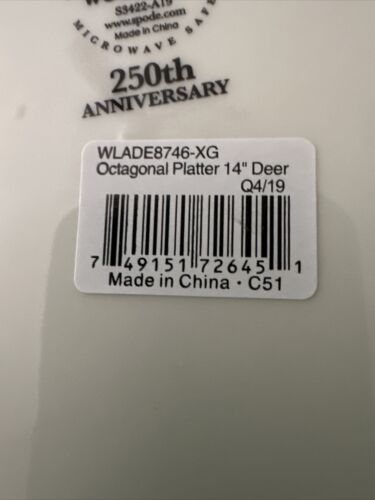 S3422-A19
www.spode.com
Made in China
MICROWAVE SAFE
250th
ANNIVERSARY
WLADE8746-XG
Octagonal Platter 14" Deer
Q4/19
7 49151 72645 1
Made in China · C51